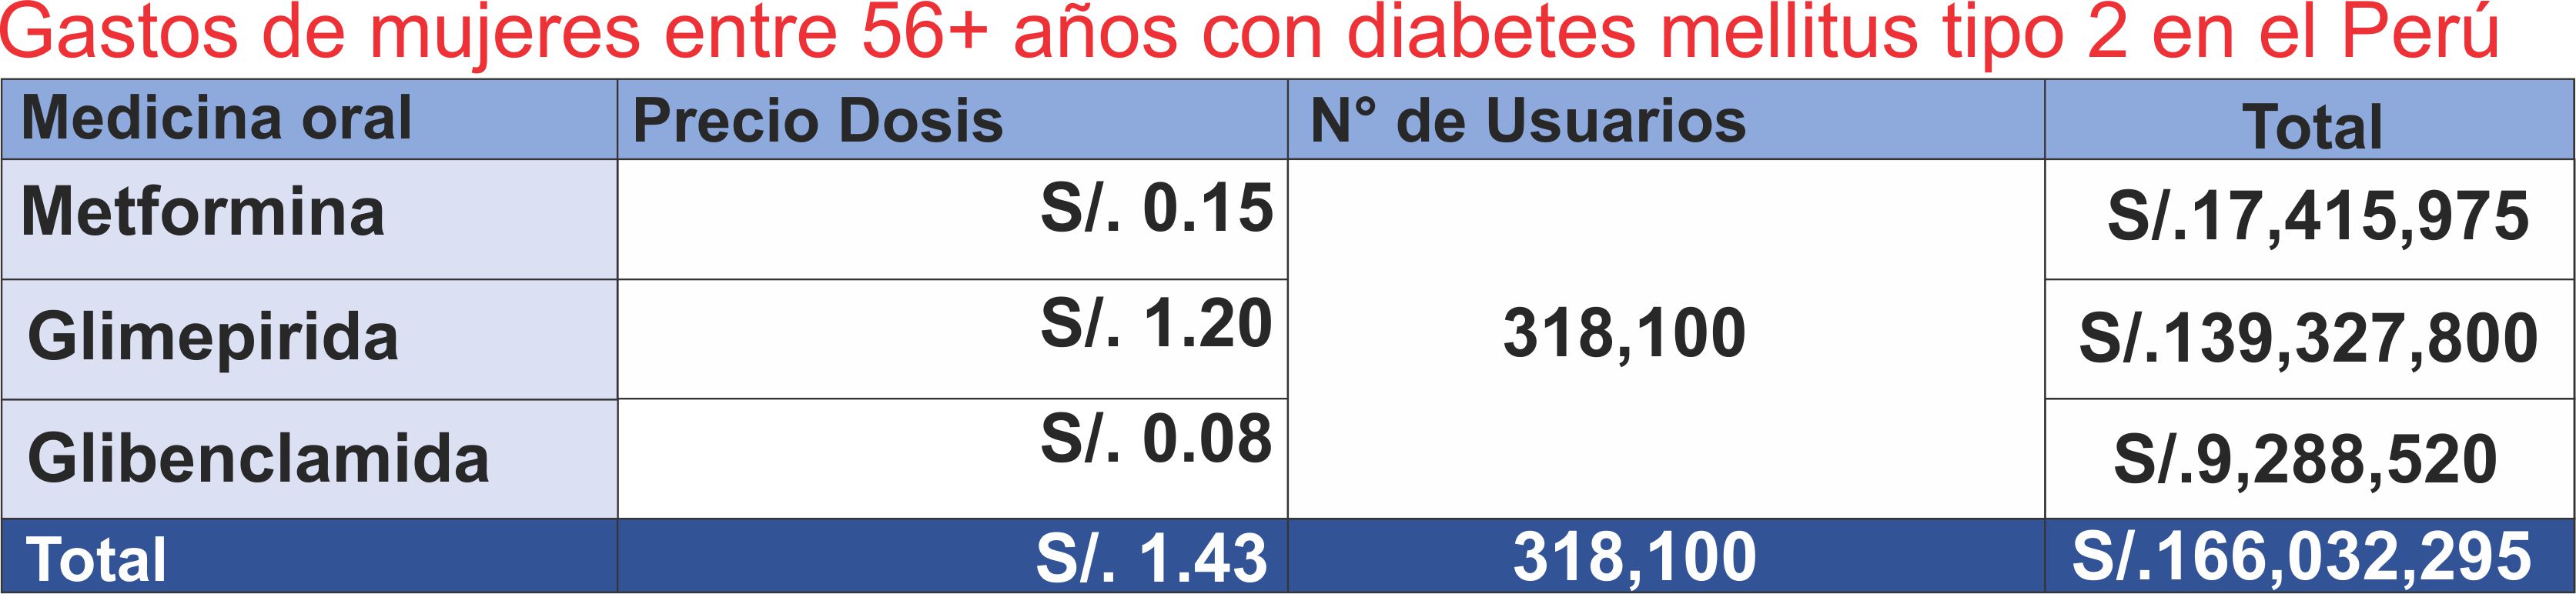 Gastos de mujeres entre 56+ años con diabetes mellitus tipo 2 en el Perú
Medicina oral Precio Dosis N° de Usuarios Total
Metformina S/. 0.15 S/.17,415,975
Glimepirida S/. 1.20 318,100 S/.139,327,800
Glibenclamida S/. 0.08 S/.9,288,520
Total S/. 1.43 318,100 S/.166,032,295